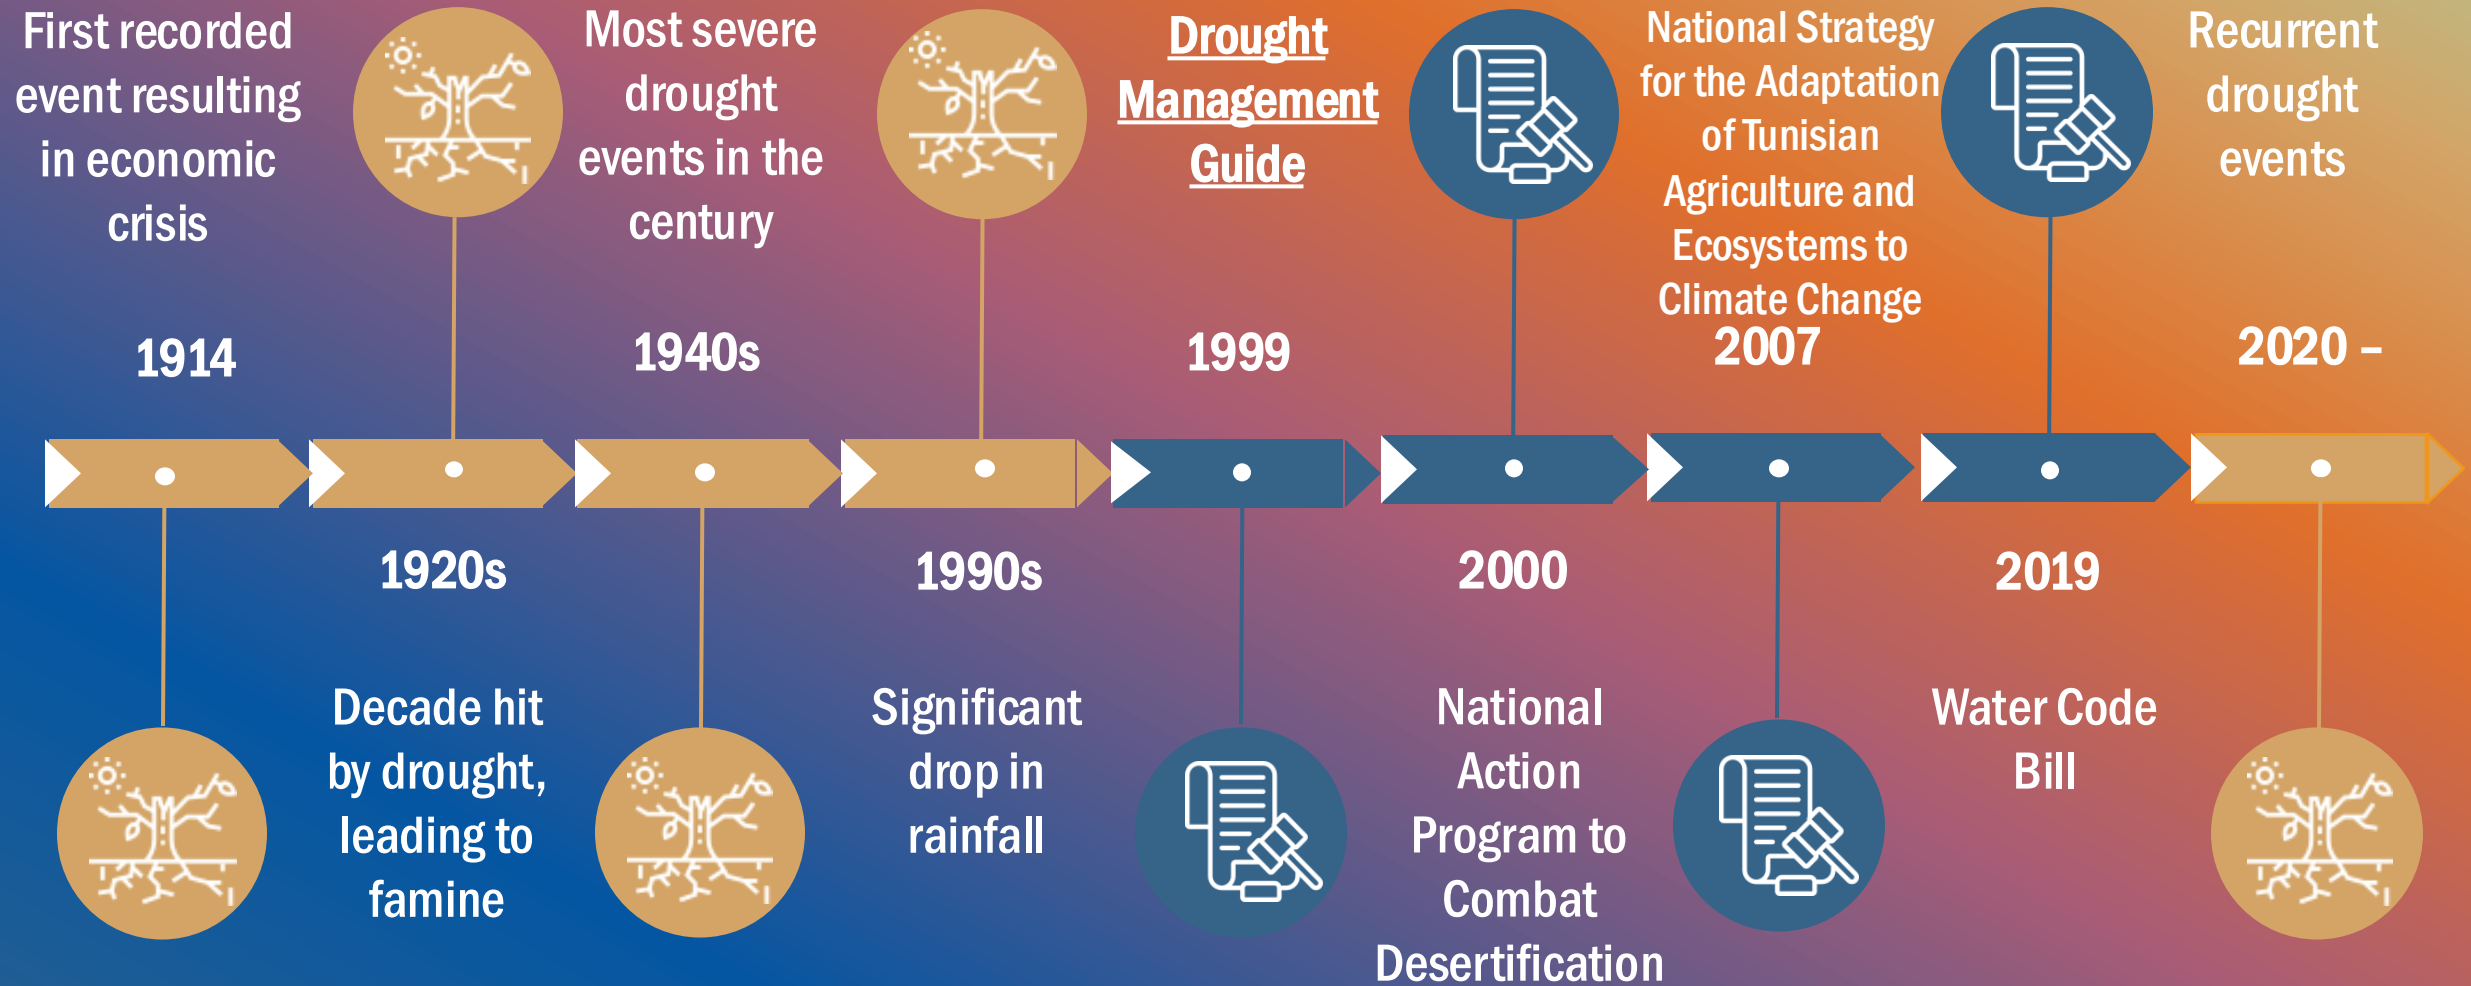 First recorded
event resulting
in economic
crisis
1914
1920s
Decade hit
by drought,
leading to
famine
Most severe
drought
events in the
century
1940s
1990s
Significant
drop in
rainfall
Drought
Management
Guide
1999
2000
National
Action
Program to
Combat
Desertification
National Strategy
for the Adaptation
of Tunisian
Agriculture and
Ecosystems to
Climate Change
2007
2019
Water Code
Bill
Recurrent
drought
events
2020 –